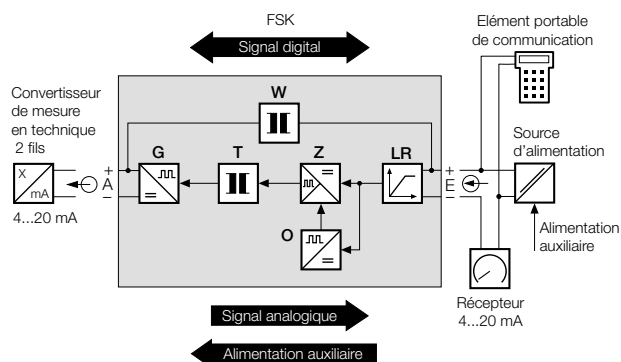 FSK
Signal digital
Elément portable
de communication
Convertisseur
de mesure
en technique
2 fils
W
G
T
Z
LR
Source
d'alimentation
+
A
–
X
mA
+
E
–
4...20 mA
O
Alimentation
auxiliaire
Signal analogique
Récepteur
4...20 mA
Alimentation auxiliaire